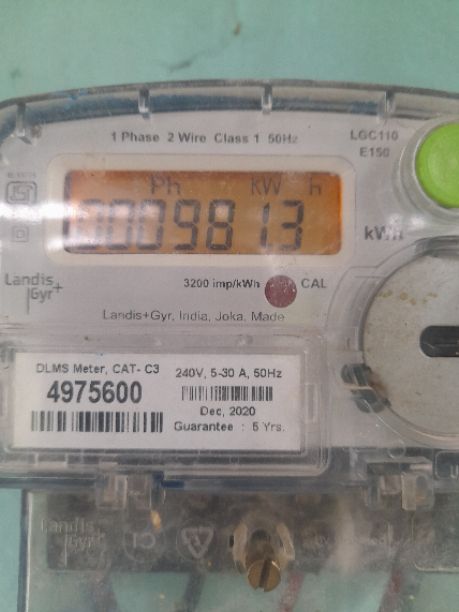 1 Phase 2 Wire Class 1 50Hz
LGC110
E150
Ph kW h
0009813
kWh
Landis
Gyr+
3200 imp/kWh
CAL
Landis+Gyr, India, Joka, Made
DLMS Meter, CAT- C3
4975600
240V, 5-30 A, 50Hz
Dec, 2020
Guarantee : 5 Yrs.
Landis
Gyr+